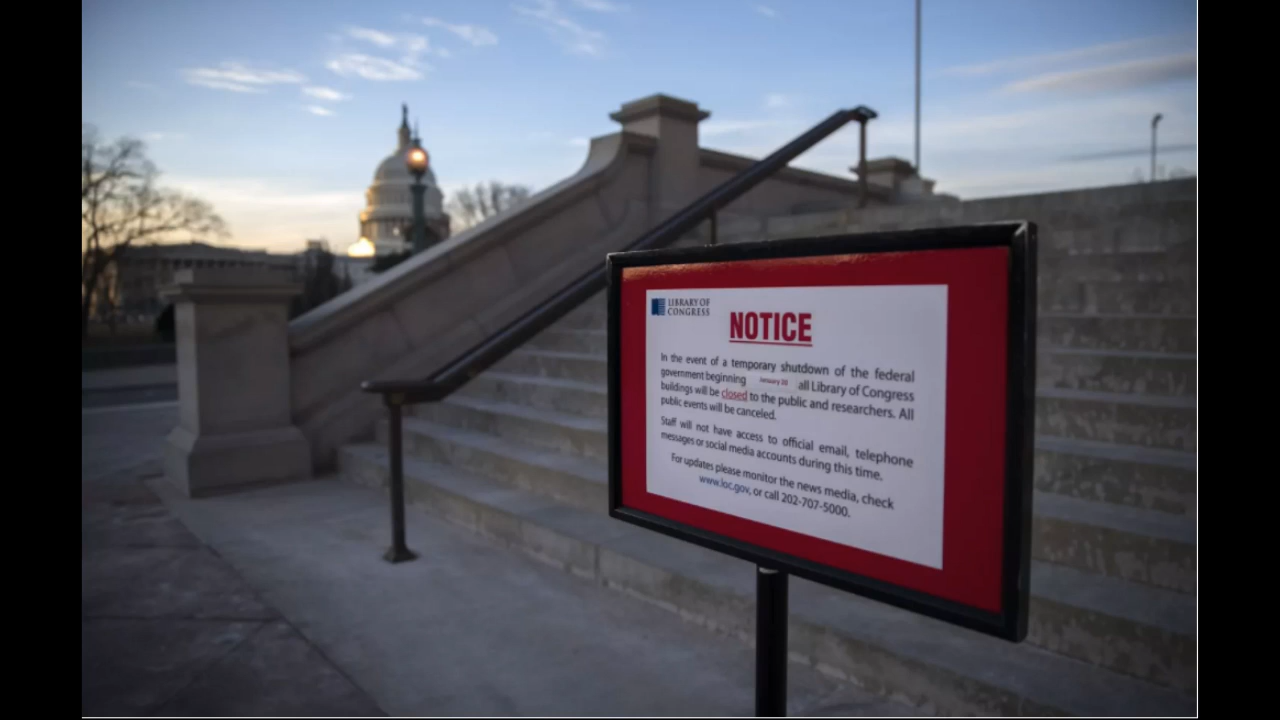 LIBRARY OF
CONGRESS
NOTICE
In the event of a temporary shutdown of the federal
government beginning January 20 all Library of Congress
buildings will be closed to the public and researchers. All
public events will be canceled.
Staff will not have access to official email, telephone
messages or social media accounts during this time.
For updates please monitor the news media, check
www.loc.gov, or call 202-707-5000.